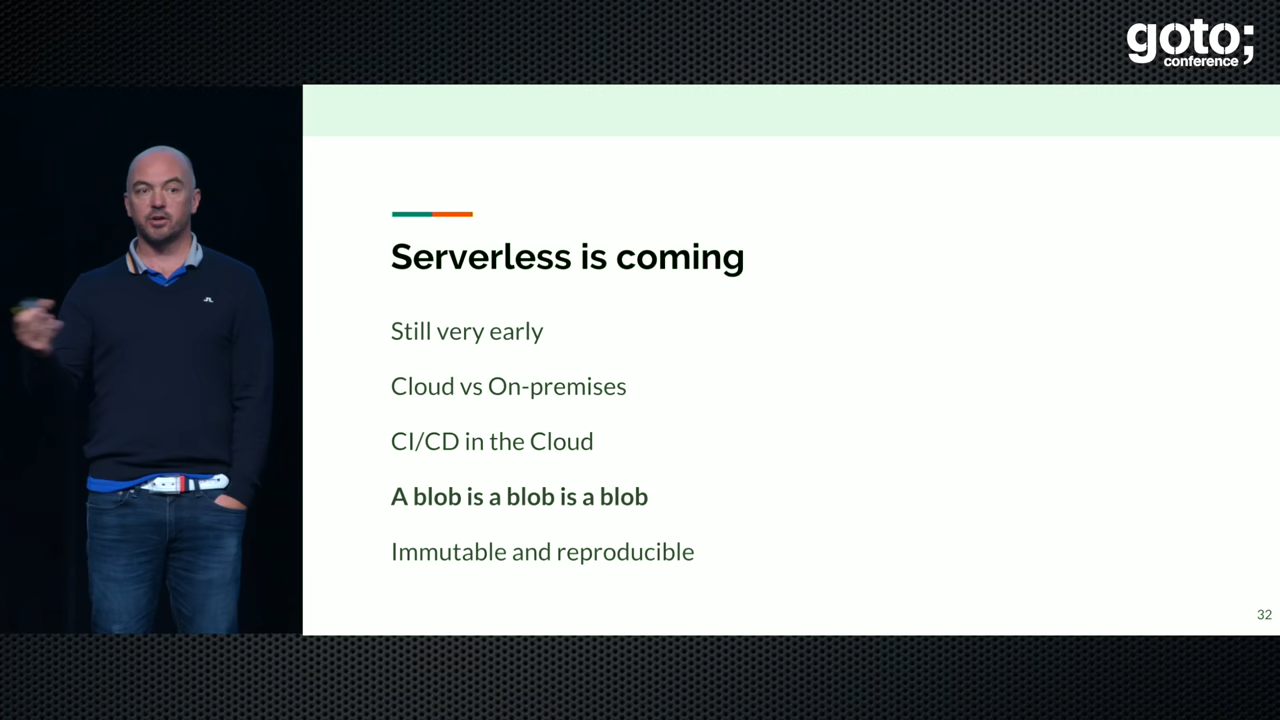 goto;
conference
Serverless is coming
Still very early
Cloud vs On-premises
CI/CD in the Cloud
A blob is a blob is a blob
Immutable and reproducible
32